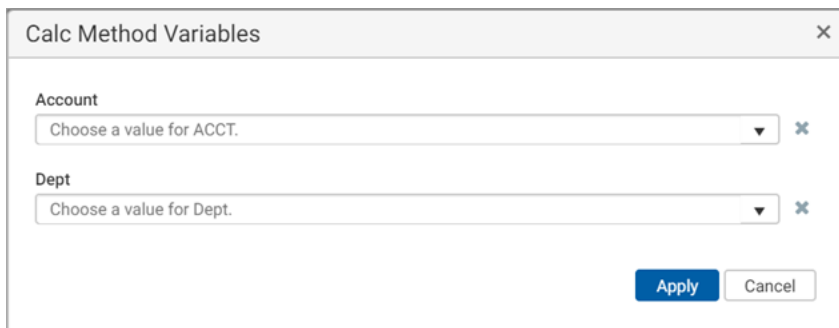 Calc Method Variables
Account
Choose a value for ACCT.
Dept
Choose a value for Dept.
Apply Cancel